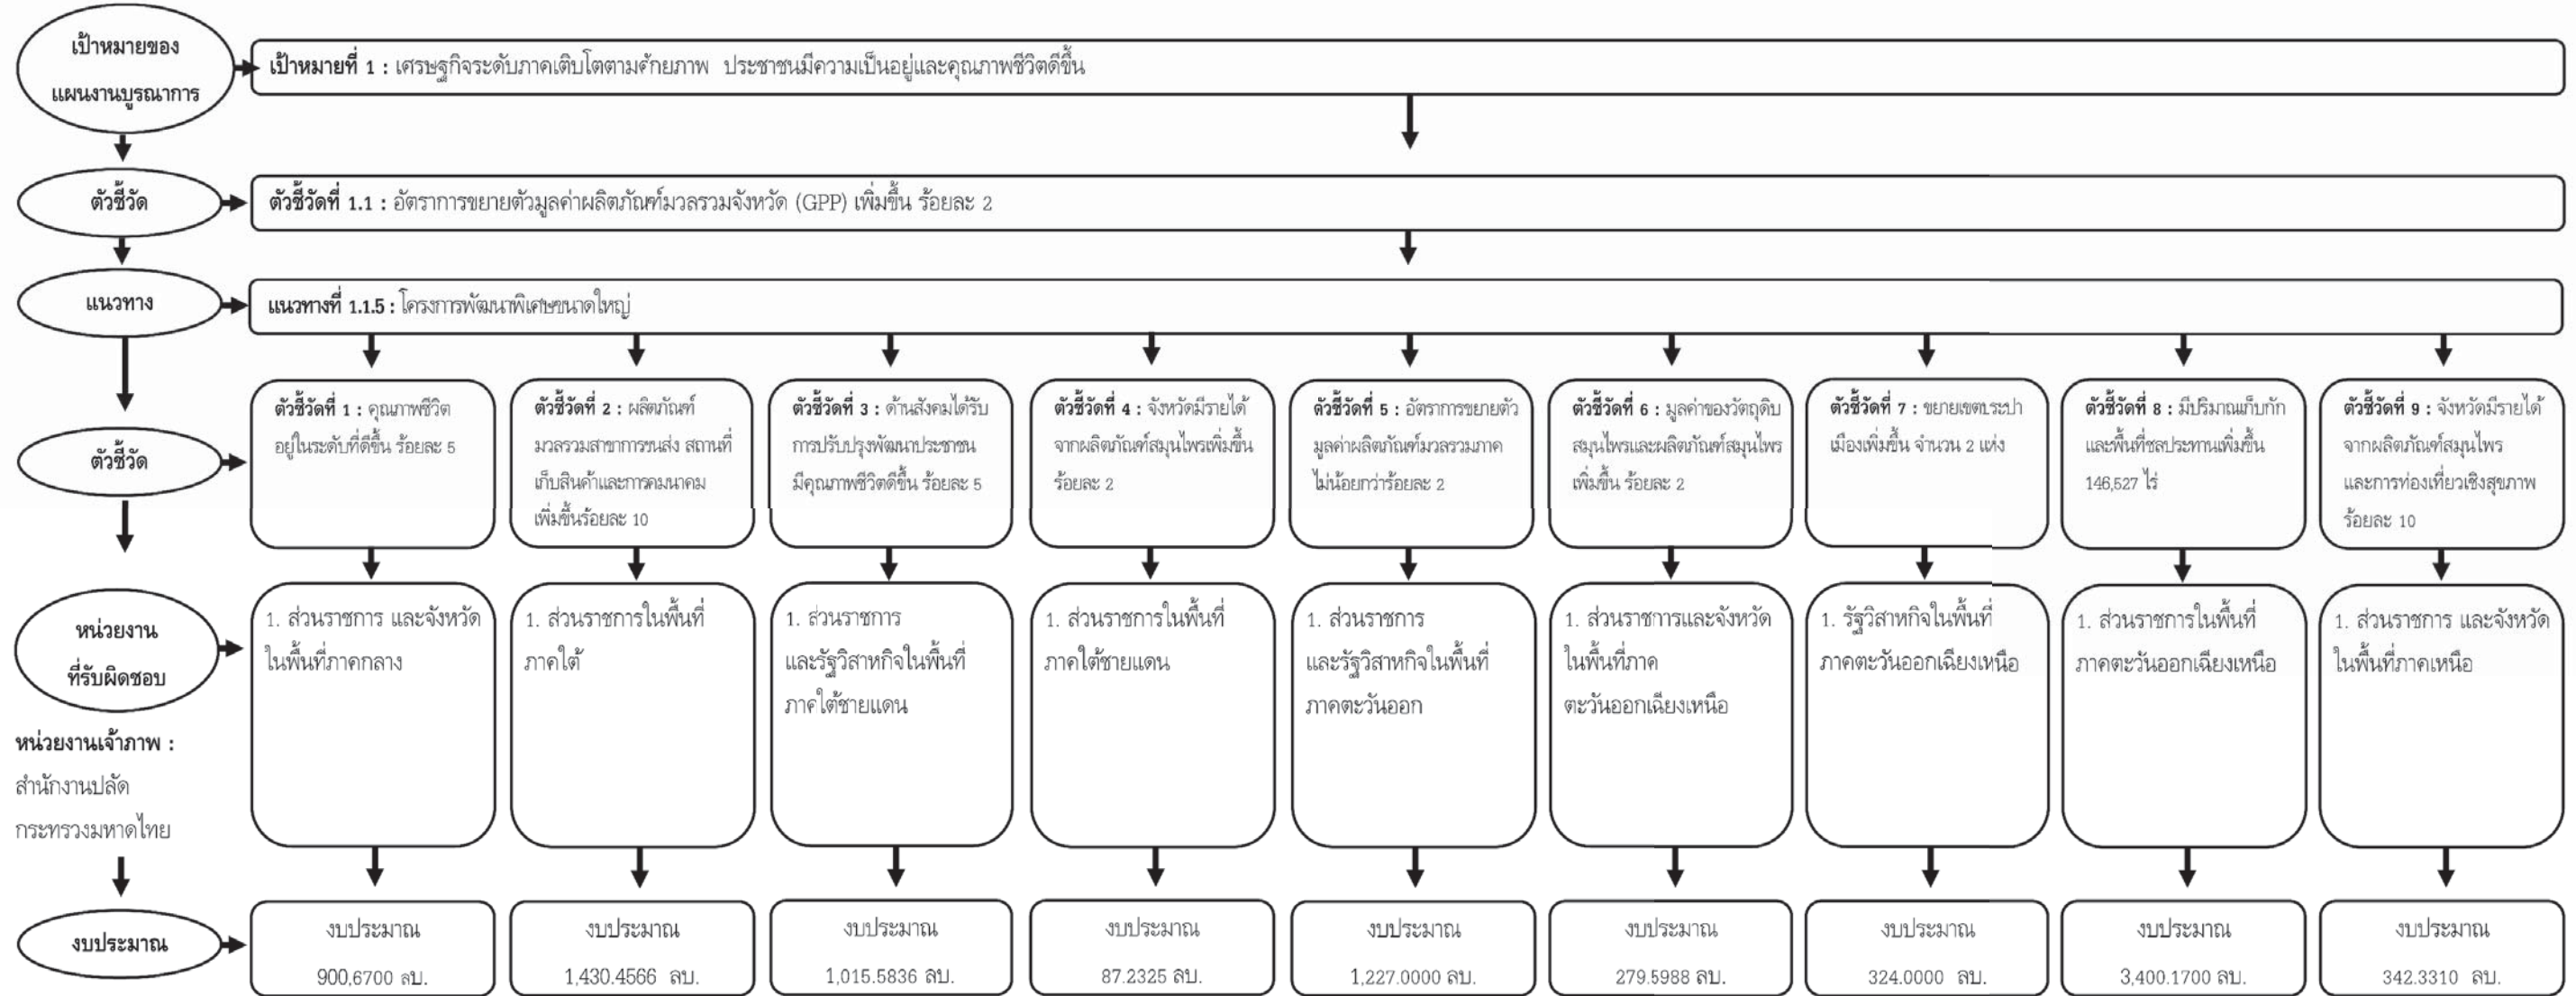 เป้าหมายของ
แผนงานบูรณาการ
เป้าหมายที่ 1 : เศรษฐกิจระดับภาคเติบโตตามศักยภาพ ประชาชนมีความเป็นอยู่และคุณภาพชีวิตดีขึ้น
ตัวชี้วัด
ตัวชี้วัดที่ 1.1 : อัตราการขยายตัวมูลค่าผลิตภัณฑ์มวลรวมจังหวัด (GPP) เพิ่มขึ้น ร้อยละ 2
แนวทาง
แนวทางที่ 1.1.5 : โครงการพัฒนาพิเศษขนาดใหญ่
ตัวชี้วัด
ตัวชี้วัดที่ 1 : คุณภาพชีวิต
อยู่ในระดับที่ดีขึ้น ร้อยละ 5
ตัวชี้วัดที่ 2 : ผลิตภัณฑ์
มวลรวมสาขาการขนส่ง สถานที่
เก็บสินค้าและการคมนาคม
เพิ่มขึ้นร้อยละ 10
ตัวชี้วัดที่ 3 : ด้านสังคมได้รับ
การปรับปรุงพัฒนาประชาชน
มีคุณภาพชีวิตดีขึ้น ร้อยละ 5
ตัวชี้วัดที่ 4 : จังหวัดมีรายได้
จากผลิตภัณฑ์สมุนไพรเพิ่มขึ้น
ร้อยละ 2
ตัวชี้วัดที่ 5 : อัตราการขยายตัว
มูลค่าผลิตภัณฑ์มวลรวมภาค
ไม่น้อยกว่าร้อยละ 2
ตัวชี้วัดที่ 6 : มูลค่าของวัตถุดิบ
สมุนไพรและผลิตภัณฑ์สมุนไพร
เพิ่มขึ้น ร้อยละ 2
ตัวชี้วัดที่ 7 : ขยายเขตประปา
เมืองเพิ่มขึ้น จำนวน 2 แห่ง
ตัวชี้วัดที่ 8 : มีปริมาณเก็บกัก
และพื้นที่ชลประทานเพิ่มขึ้น
146,527 ไร่
ตัวชี้วัดที่ 9 : จังหวัดมีรายได้
จากผลิตภัณฑ์สมุนไพร
และการท่องเที่ยวเชิงสุขภาพ
ร้อยละ 10
หน่วยงาน
ที่รับผิดชอบ
หน่วยงานเจ้าภาพ :
สำนักงานปลัด
กระทรวงมหาดไทย
1. ส่วนราชการ และจังหวัด
ในพื้นที่ภาคกลาง
1. ส่วนราชการในพื้นที่
ภาคใต้
1. ส่วนราชการ
และรัฐวิสาหกิจในพื้นที่
ภาคใต้ชายแดน
1. ส่วนราชการในพื้นที่
ภาคใต้ชายแดน
1. ส่วนราชการ
และรัฐวิสาหกิจในพื้นที่
ภาคตะวันออก
1. ส่วนราชการและจังหวัด
ในพื้นที่ภาค
ตะวันออกเฉียงเหนือ
1. รัฐวิสาหกิจในพื้นที่
ภาคตะวันออกเฉียงเหนือ
1. ส่วนราชการในพื้นที่
ภาคตะวันออกเฉียงเหนือ
1. ส่วนราชการ และจังหวัด
ในพื้นที่ภาคเหนือ
งบประมาณ
งบประมาณ
900.6700 ลบ.
งบประมาณ
1,430.4566 ลบ.
งบประมาณ
1,015.5836 ลบ.
งบประมาณ
87.2325 ลบ.
งบประมาณ
1,227.0000 ลบ.
งบประมาณ
279.5988 ลบ.
งบประมาณ
324.0000 ลบ.
งบประมาณ
3,400.1700 ลบ.
งบประมาณ
342.3310 ลบ.